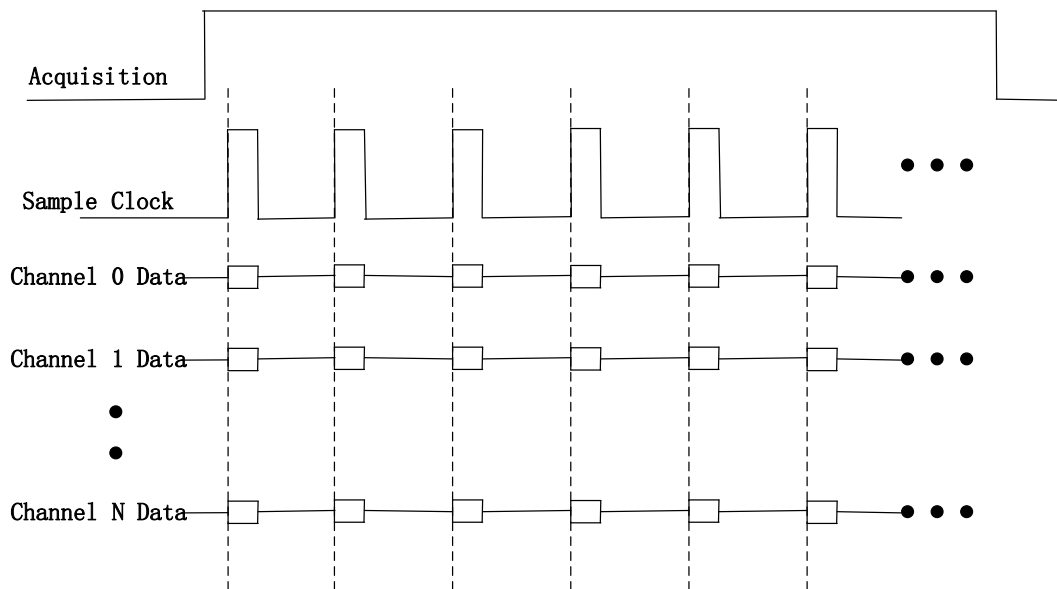 Acquisition
Sample Clock
Channel 0 Data
Channel 1 Data
Channel N Data